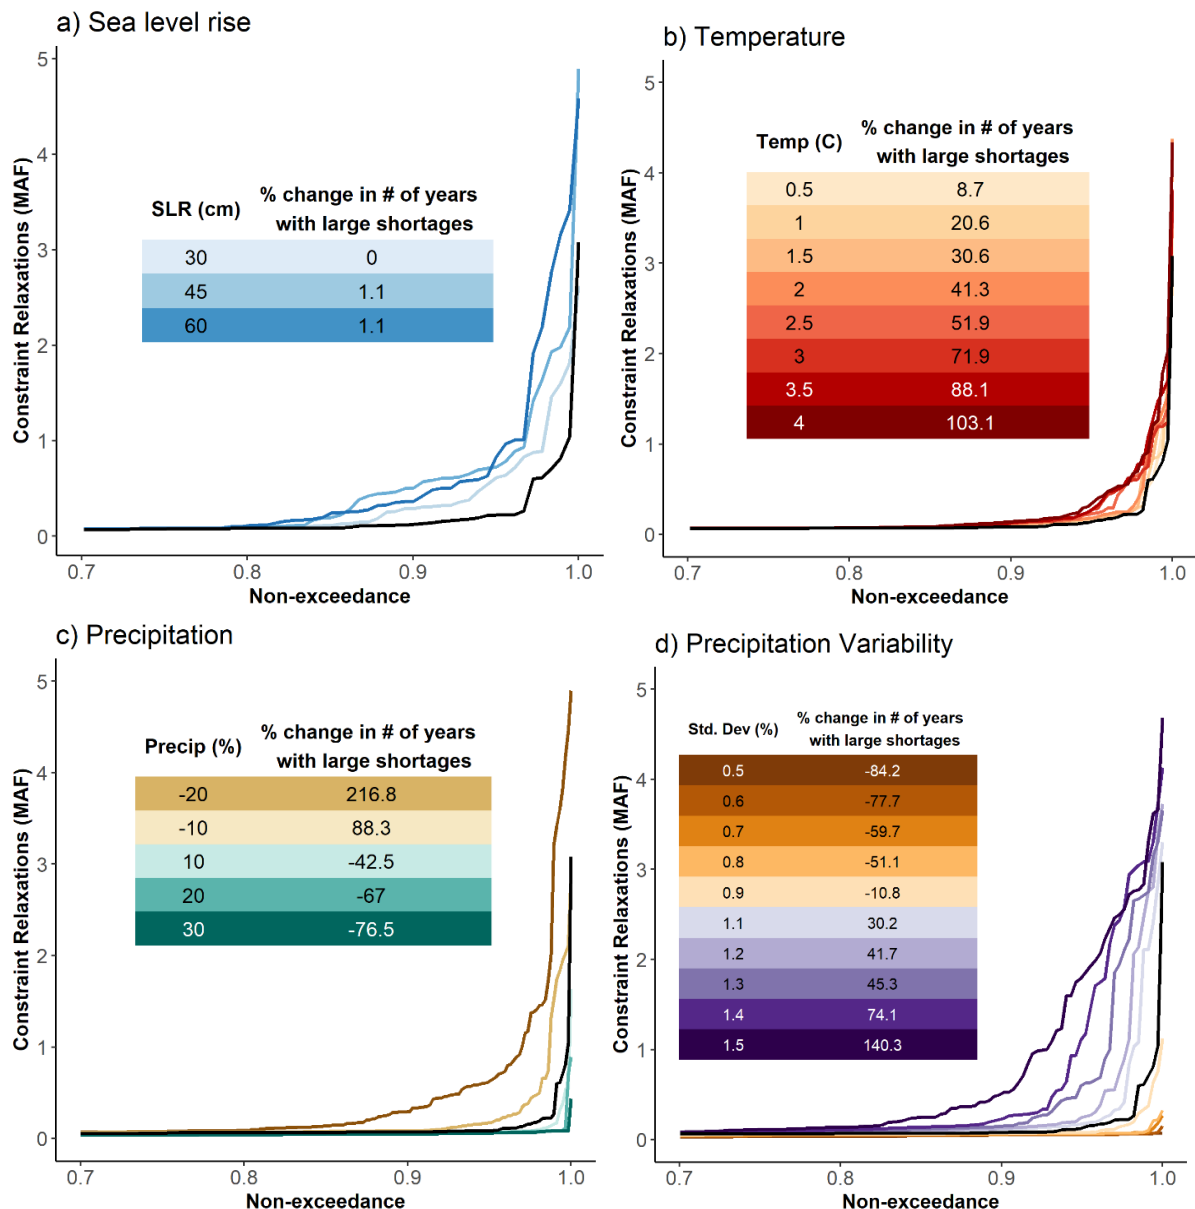 a) Sea level rise
5
4
3
2
1
0
Constraint Relaxations (MAF)
SLR (cm) % change in # of years with large shortages
30 0
45 1.1
60 1.1
0.7 0.8 0.9 1.0
Non-exceedance
b) Temperature
5
4
3
2
1
0
Constraint Relaxations (MAF)
Temp (C) % change in # of years with large shortages
0.5 8.7
1 20.6
1.5 30.6
2 41.3
2.5 51.9
3 71.9
3.5 88.1
4 103.1
0.7 0.8 0.9 1.0
Non-exceedance
c) Precipitation
5
4
3
2
1
0
Constraint Relaxations (MAF)
Precip (%) % change in # of years with large shortages
-20 216.8
-10 88.3
10 -42.5
20 -67
30 -76.5
0.7 0.8 0.9 1.0
Non-exceedance
d) Precipitation Variability
5
4
3
2
1
0
Constraint Relaxations (MAF)
Std. Dev (%) % change in # of years with large shortages
0.5 -84.2
0.6 -77.7
0.7 -59.7
0.8 -51.1
0.9 -10.8
1.1 30.2
1.2 41.7
1.3 45.3
1.4 74.1
1.5 140.3
0.7 0.8 0.9 1.0
Non-exceedance